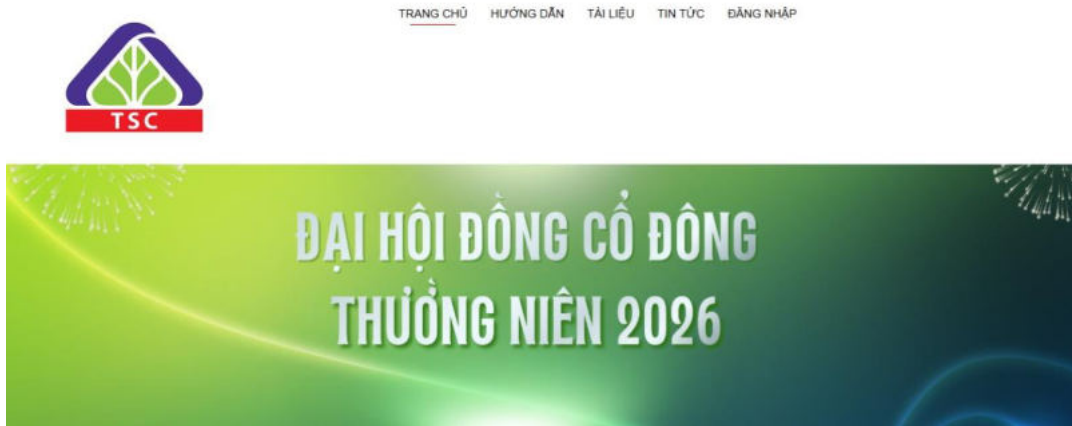 TRANG CHỦ HƯỚNG DẪN TÀI LIỆU TIN TỨC ĐĂNG NHẬP
TSC
ĐẠI HỘI ĐỒNG CỔ ĐÔNG
THƯỜNG NIÊN 2026